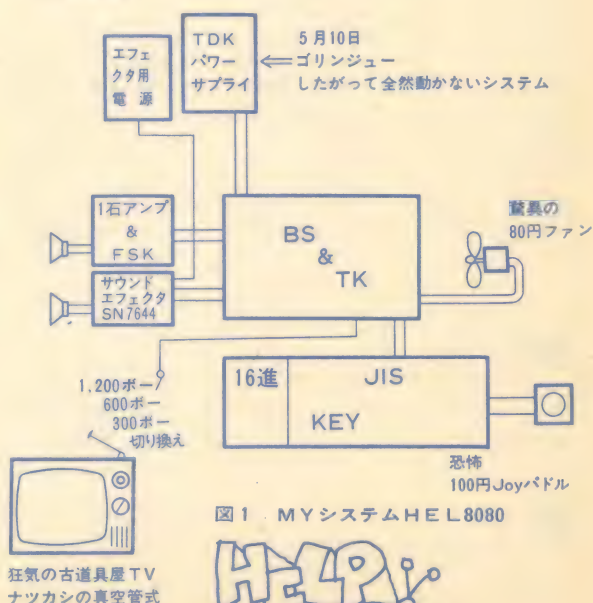 エフェ
クタ用
電 源
TDK
パワー
サプライ
5月10日
⇐ゴリンジュー
したがって全然動かないシステム
1石アンプ
&
FSK
サウンド
エフェクタ
SN7644
BS
&
TK
驚異の
80円ファン
1,200ボー
600ボー
300ボー
切り換え
16進
JIS
KEY
恐怖
100円Joyパドル
図1 MYシステムHEL8080
狂気の古道具屋TV
ナツカシの真空管式
HELP